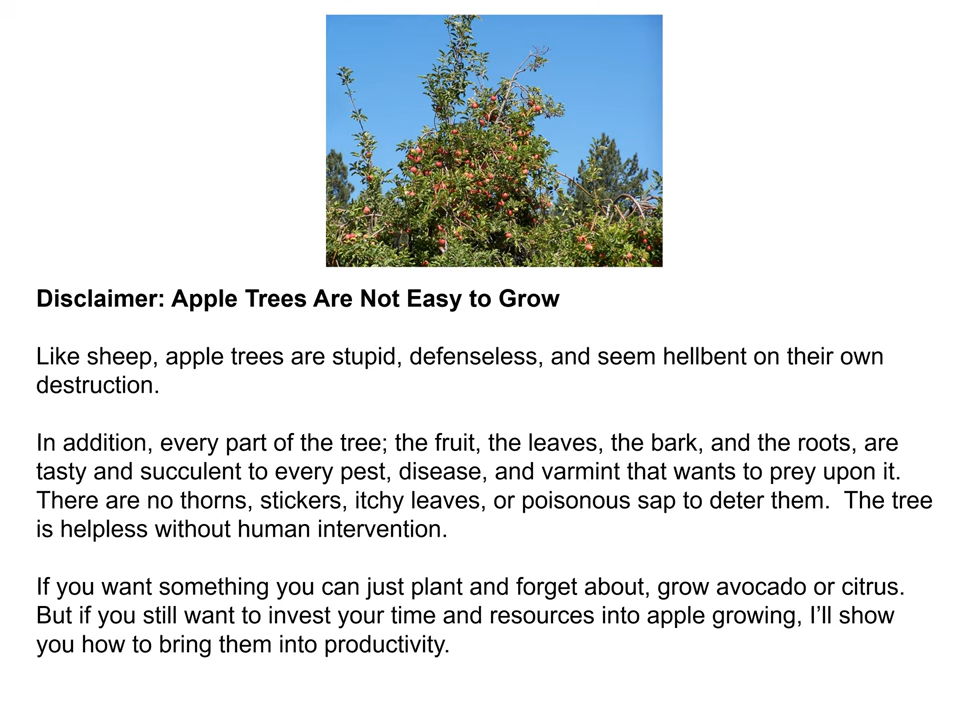 Disclaimer: Apple Trees Are Not Easy to Grow
Like sheep, apple trees are stupid, defenseless, and seem hellbent on their own
destruction.
In addition, every part of the tree; the fruit, the leaves, the bark, and the roots, are
tasty and succulent to every pest, disease, and varmint that wants to prey upon it.
There are no thorns, stickers, itchy leaves, or poisonous sap to deter them.  The tree
is helpless without human intervention.
If you want something you can just plant and forget about, grow avocado or citrus.
But if you still want to invest your time and resources into apple growing, I’ll show
you how to bring them into productivity.